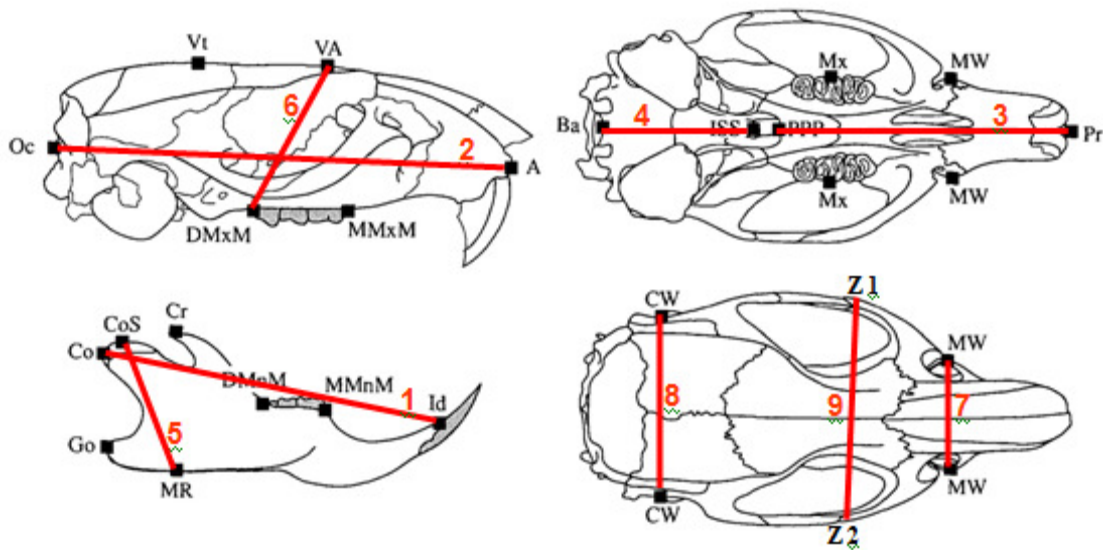 Vt
VA
6
Oc
2
A
DMxM
MMxM
Mx
MW
Ba
4
ISS
PPP
3
Pr
Mx
MW
Cr
CoS
Co
DMnM
MMnM
1
Id
Go
5
MR
CW
Z1
MW
8
9
7
CW
MW
Z2